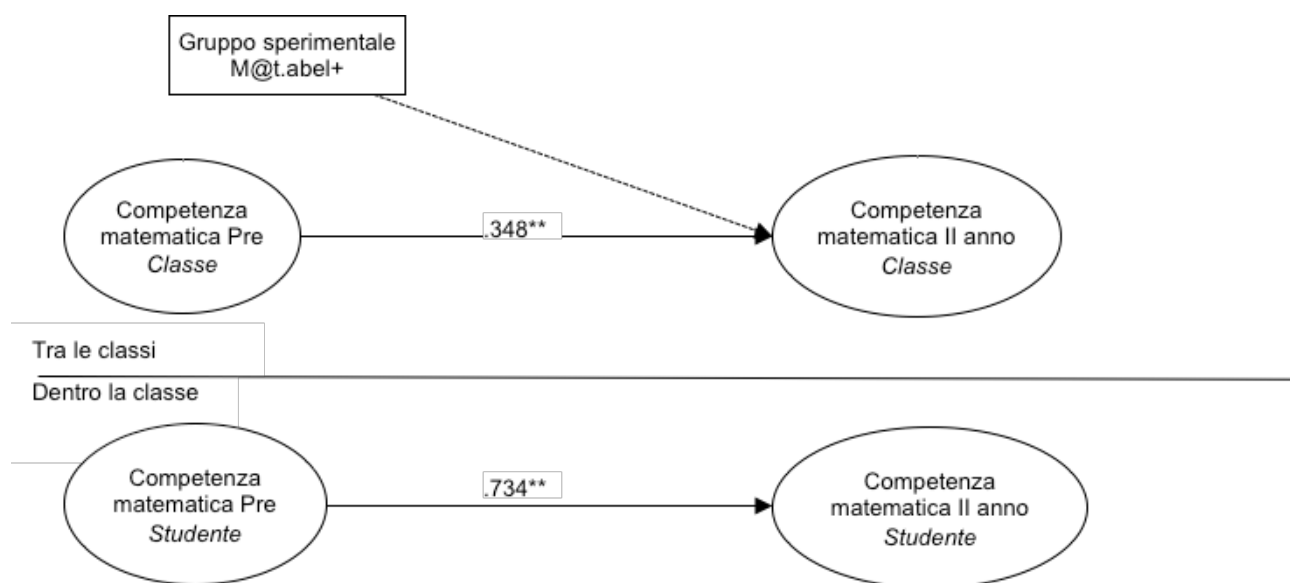 Gruppo sperimentale
M@t.abel+
Competenza
matematica Pre
Classe
.348**
Competenza
matematica II anno
Classe
Tra le classi
Dentro la classe
Competenza
matematica Pre
Studente
.734**
Competenza
matematica II anno
Studente